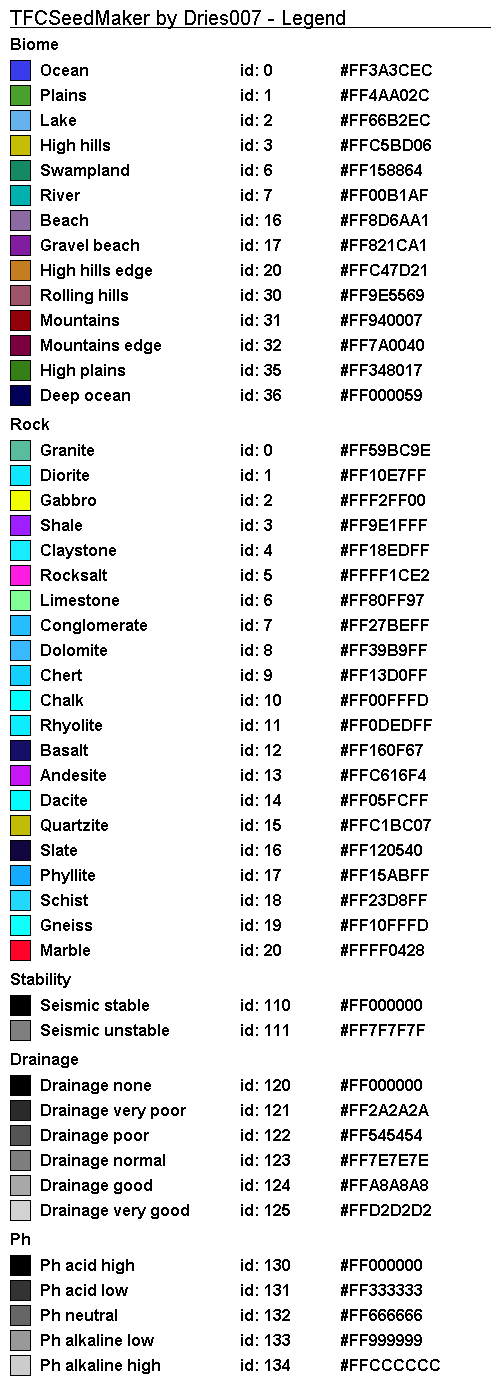 TFCSeedMaker by Dries007 - Legend
Biome
Ocean id: 0 #FF3A3CEC
Plains id: 1 #FF4AA02C
Lake id: 2 #FF66B2EC
High hills id: 3 #FFC5BD06
Swampland id: 6 #FF158864
River id: 7 #FF00B1AF
Beach id: 16 #FF8D6AA1
Gravel beach id: 17 #FF821CA1
High hills edge id: 20 #FFC47D21
Rolling hills id: 30 #FF9E5569
Mountains id: 31 #FF940007
Mountains edge id: 32 #FF7A0040
High plains id: 35 #FF348017
Deep ocean id: 36 #FF000059
Rock
Granite id: 0 #FF59BC9E
Diorite id: 1 #FF10E7FF
Gabbro id: 2 #FFF2FF00
Shale id: 3 #FF9E1FFF
Claystone id: 4 #FF18EDFF
Rocksalt id: 5 #FFFF1CE2
Limestone id: 6 #FF80FF97
Conglomerate id: 7 #FF27BEFF
Dolomite id: 8 #FF39B9FF
Chert id: 9 #FF13D0FF
Chalk id: 10 #FF00FFFD
Rhyolite id: 11 #FF0DEDFF
Basalt id: 12 #FF160F67
Andesite id: 13 #FFC616F4
Dacite id: 14 #FF05FCFF
Quartzite id: 15 #FFC1BC07
Slate id: 16 #FF120540
Phyllite id: 17 #FF15ABFF
Schist id: 18 #FF23D8FF
Gneiss id: 19 #FF10FFFD
Marble id: 20 #FFFF0428
Stability
Seismic stable id: 110 #FF000000
Seismic unstable id: 111 #FF7F7F7F
Drainage
Drainage none id: 120 #FF000000
Drainage very poor id: 121 #FF2A2A2A
Drainage poor id: 122 #FF545454
Drainage normal id: 123 #FF7E7E7E
Drainage good id: 124 #FFA8A8A8
Drainage very good id: 125 #FFD2D2D2
Ph
Ph acid high id: 130 #FF000000
Ph acid low id: 131 #FF333333
Ph neutral id: 132 #FF666666
Ph alkaline low id: 133 #FF999999
Ph alkaline high id: 134 #FFCCCCCC